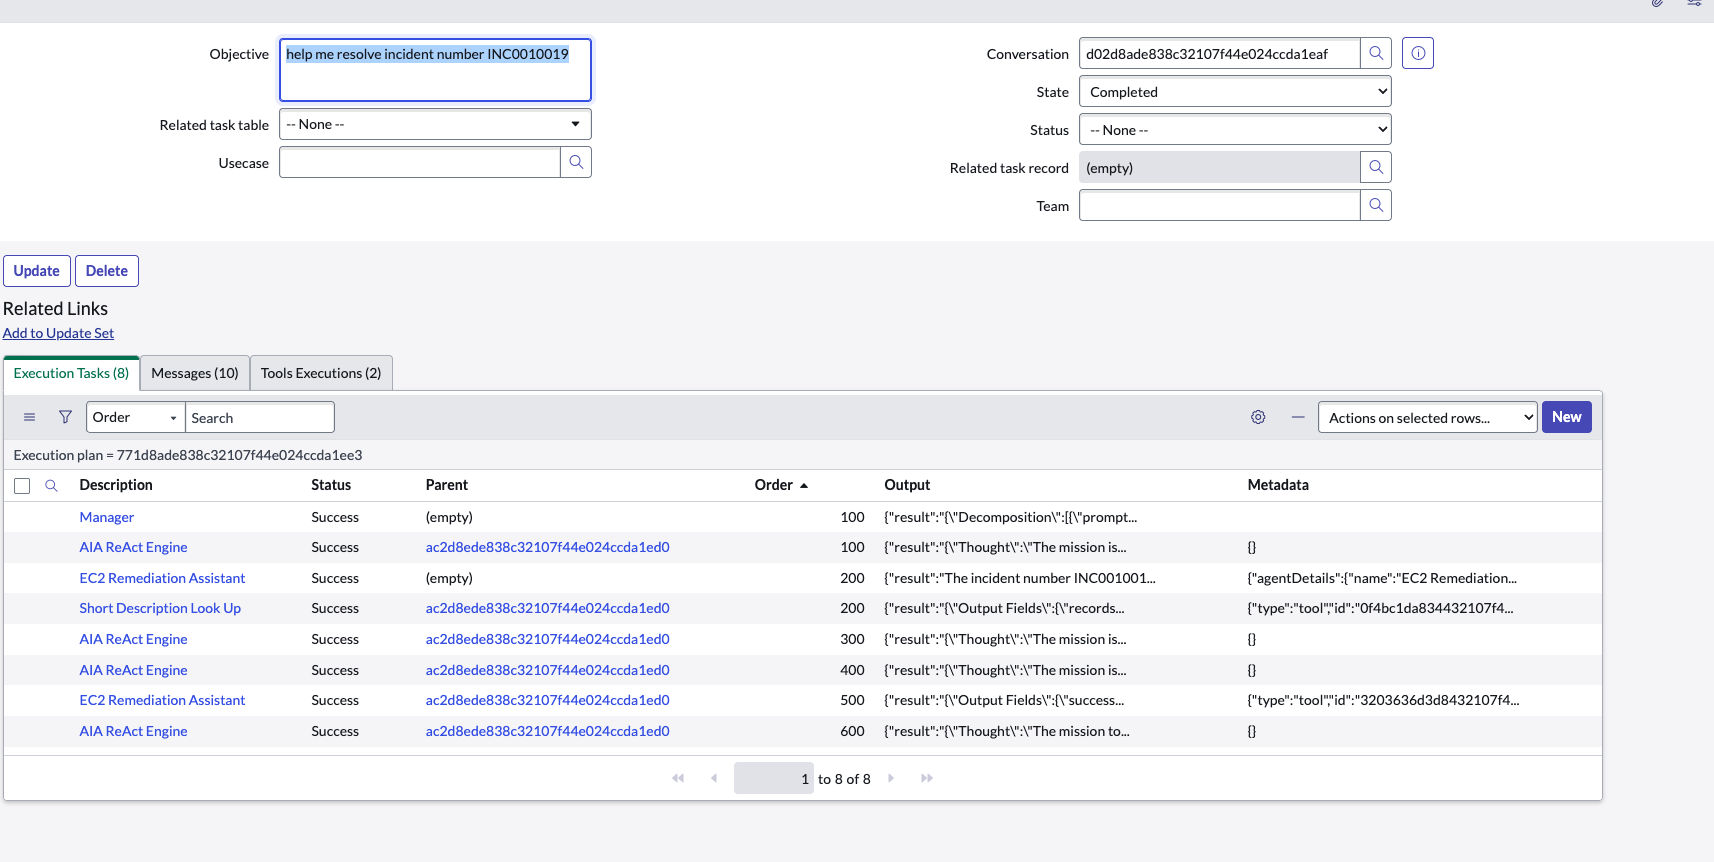 Objective help me resolve incident number INC0010019
Related task table -- None --
Usecase
Conversation d02d8ade838c32107f44e024ccda1eaf
State Completed
Status -- None --
Related task record (empty)
Team
Update Delete
Related Links
Add to Update Set
Execution Tasks (8) Messages (10) Tools Executions (2)
Order Search Actions on selected rows... New
Execution plan = 771d8ade838c32107f44e024ccda1ee3
Description Status Parent Order Output Metadata
Manager Success (empty) 100 {"result":"{\"Decomposition\":[{\"prompt...
AIA ReAct Engine Success ac2d8ede838c32107f44e024ccda1ed0 100 {"result":"{\"Thought\":\"The mission is... {}
EC2 Remediation Assistant Success (empty) 200 {"result":"The incident number INC001001... {"agentDetails":{"name":"EC2 Remediation...
Short Description Look Up Success ac2d8ede838c32107f44e024ccda1ed0 200 {"result":"{\"Output Fields\":{\"records... {"type":"tool","id":"0f4bc1da834432107f4...
AIA ReAct Engine Success ac2d8ede838c32107f44e024ccda1ed0 300 {"result":"{\"Thought\":\"The mission is... {}
AIA ReAct Engine Success ac2d8ede838c32107f44e024ccda1ed0 400 {"result":"{\"Thought\":\"The mission is... {}
EC2 Remediation Assistant Success ac2d8ede838c32107f44e024ccda1ed0 500 {"result":"{\"Output Fields\":{\"success... {"type":"tool","id":"3203636d3d8432107f4...
AIA ReAct Engine Success ac2d8ede838c32107f44e024ccda1ed0 600 {"result":"{\"Thought\":\"The mission to... {}
1 to 8 of 8